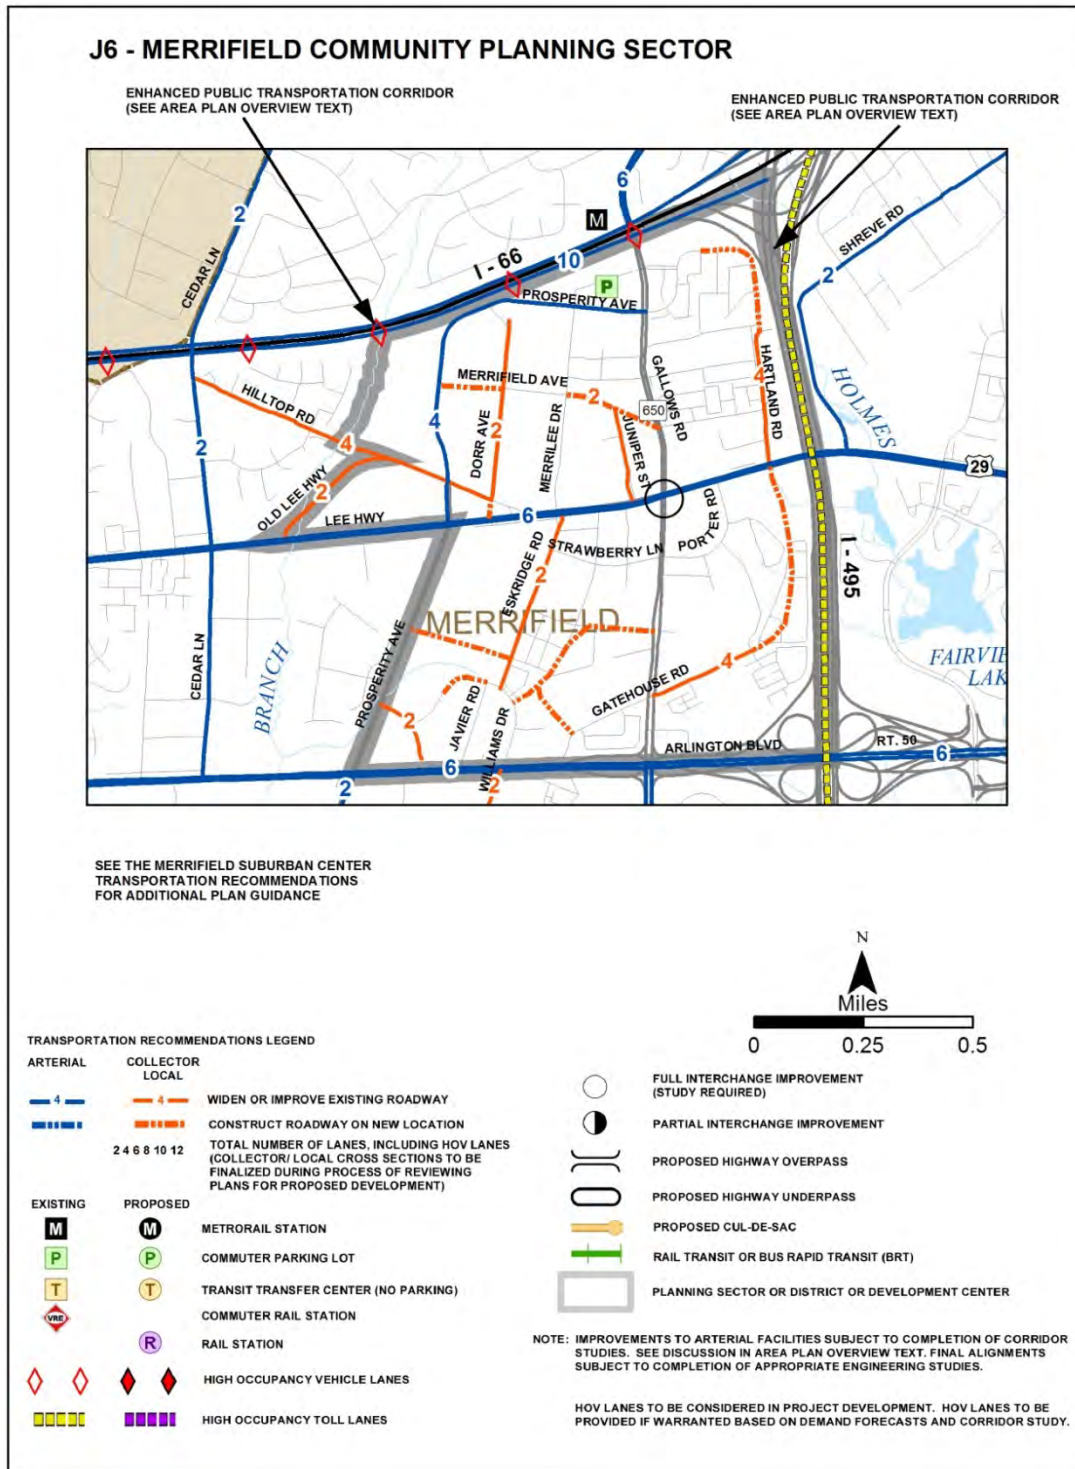 J6 - MERRIFIELD COMMUNITY PLANNING SECTOR
ENHANCED PUBLIC TRANSPORTATION CORRIDOR
(SEE AREA PLAN OVERVIEW TEXT)
ENHANCED PUBLIC TRANSPORTATION CORRIDOR
(SEE AREA PLAN OVERVIEW TEXT)
6
2
M
CEDAR LN
I - 66
10
SHREVE RD
2
P
PROSPERITY AVE
HILLTOP RD
MERRIFIELD AVE
2
4
DORR AVE
2
MERRILEE DR
JUNIPER ST
650
GALLOWS RD
HARTLAND RD
4
HOLMES
2
4
OLD LEE HWY
2
LEE HWY
6
29
STRAWBERRY LN
PORTER RD
ESKRIDGE RD
2
I - 495
MERRIFIELD
CEDAR LN
BRANCH
PROSPERITY AVE
2
JAVIER RD
WILLIAMS DR
GATEHOUSE RD
4
FAIRVIE
LAK
ARLINGTON BLVD
RT. 50
6
6
2
2
SEE THE MERRIFIELD SUBURBAN CENTER
TRANSPORTATION RECOMMENDATIONS
FOR ADDITIONAL PLAN GUIDANCE
N
Miles
0 0.25 0.5
TRANSPORTATION RECOMMENDATIONS LEGEND
ARTERIAL COLLECTOR
LOCAL
4 4 WIDEN OR IMPROVE EXISTING ROADWAY
CONSTRUCT ROADWAY ON NEW LOCATION
2 4 6 8 10 12 TOTAL NUMBER OF LANES, INCLUDING HOV LANES
(COLLECTOR/ LOCAL CROSS SECTIONS TO BE
FINALIZED DURING PROCESS OF REVIEWING
PLANS FOR PROPOSED DEVELOPMENT)
EXISTING PROPOSED
M M METRORAIL STATION
P P COMMUTER PARKING LOT
T T TRANSIT TRANSFER CENTER (NO PARKING)
VRE COMMUTER RAIL STATION
R RAIL STATION
HIGH OCCUPANCY VEHICLE LANES
HIGH OCCUPANCY TOLL LANES
FULL INTERCHANGE IMPROVEMENT
(STUDY REQUIRED)
PARTIAL INTERCHANGE IMPROVEMENT
PROPOSED HIGHWAY OVERPASS
PROPOSED HIGHWAY UNDERPASS
PROPOSED CUL-DE-SAC
RAIL TRANSIT OR BUS RAPID TRANSIT (BRT)
PLANNING SECTOR OR DISTRICT OR DEVELOPMENT CENTER
NOTE: IMPROVEMENTS TO ARTERIAL FACILITIES SUBJECT TO COMPLETION OF CORRIDOR
STUDIES. SEE DISCUSSION IN AREA PLAN OVERVIEW TEXT. FINAL ALIGNMENTS
SUBJECT TO COMPLETION OF APPROPRIATE ENGINEERING STUDIES.
HOV LANES TO BE CONSIDERED IN PROJECT DEVELOPMENT. HOV LANES TO BE
PROVIDED IF WARRANTED BASED ON DEMAND FORECASTS AND CORRIDOR STUDY.